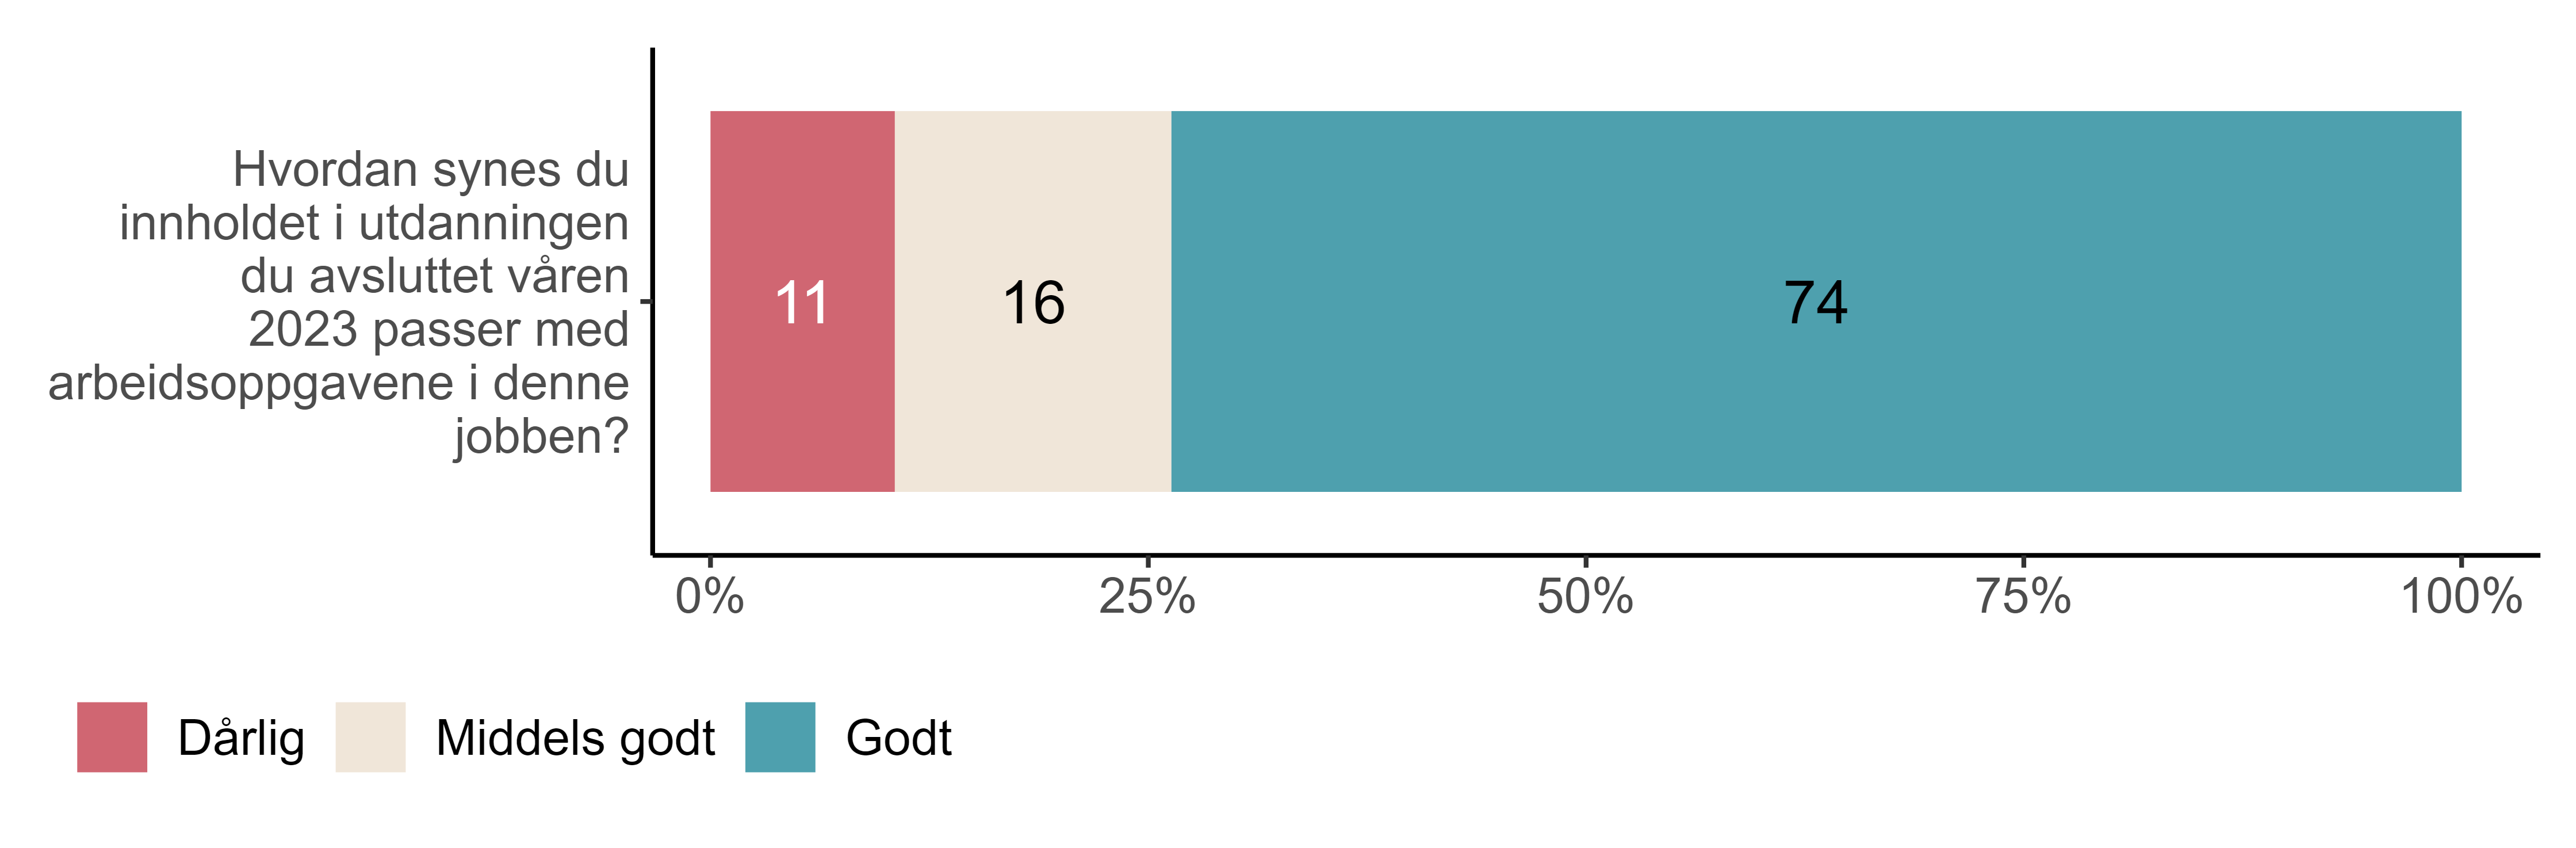 Hvordan synes du
innholdet i utdanningen
du avsluttet våren
2023 passer med
arbeidsoppgavene i denne
jobben?
11 16 74
0% 25% 50% 75% 100%
Dårlig Middels godt Godt